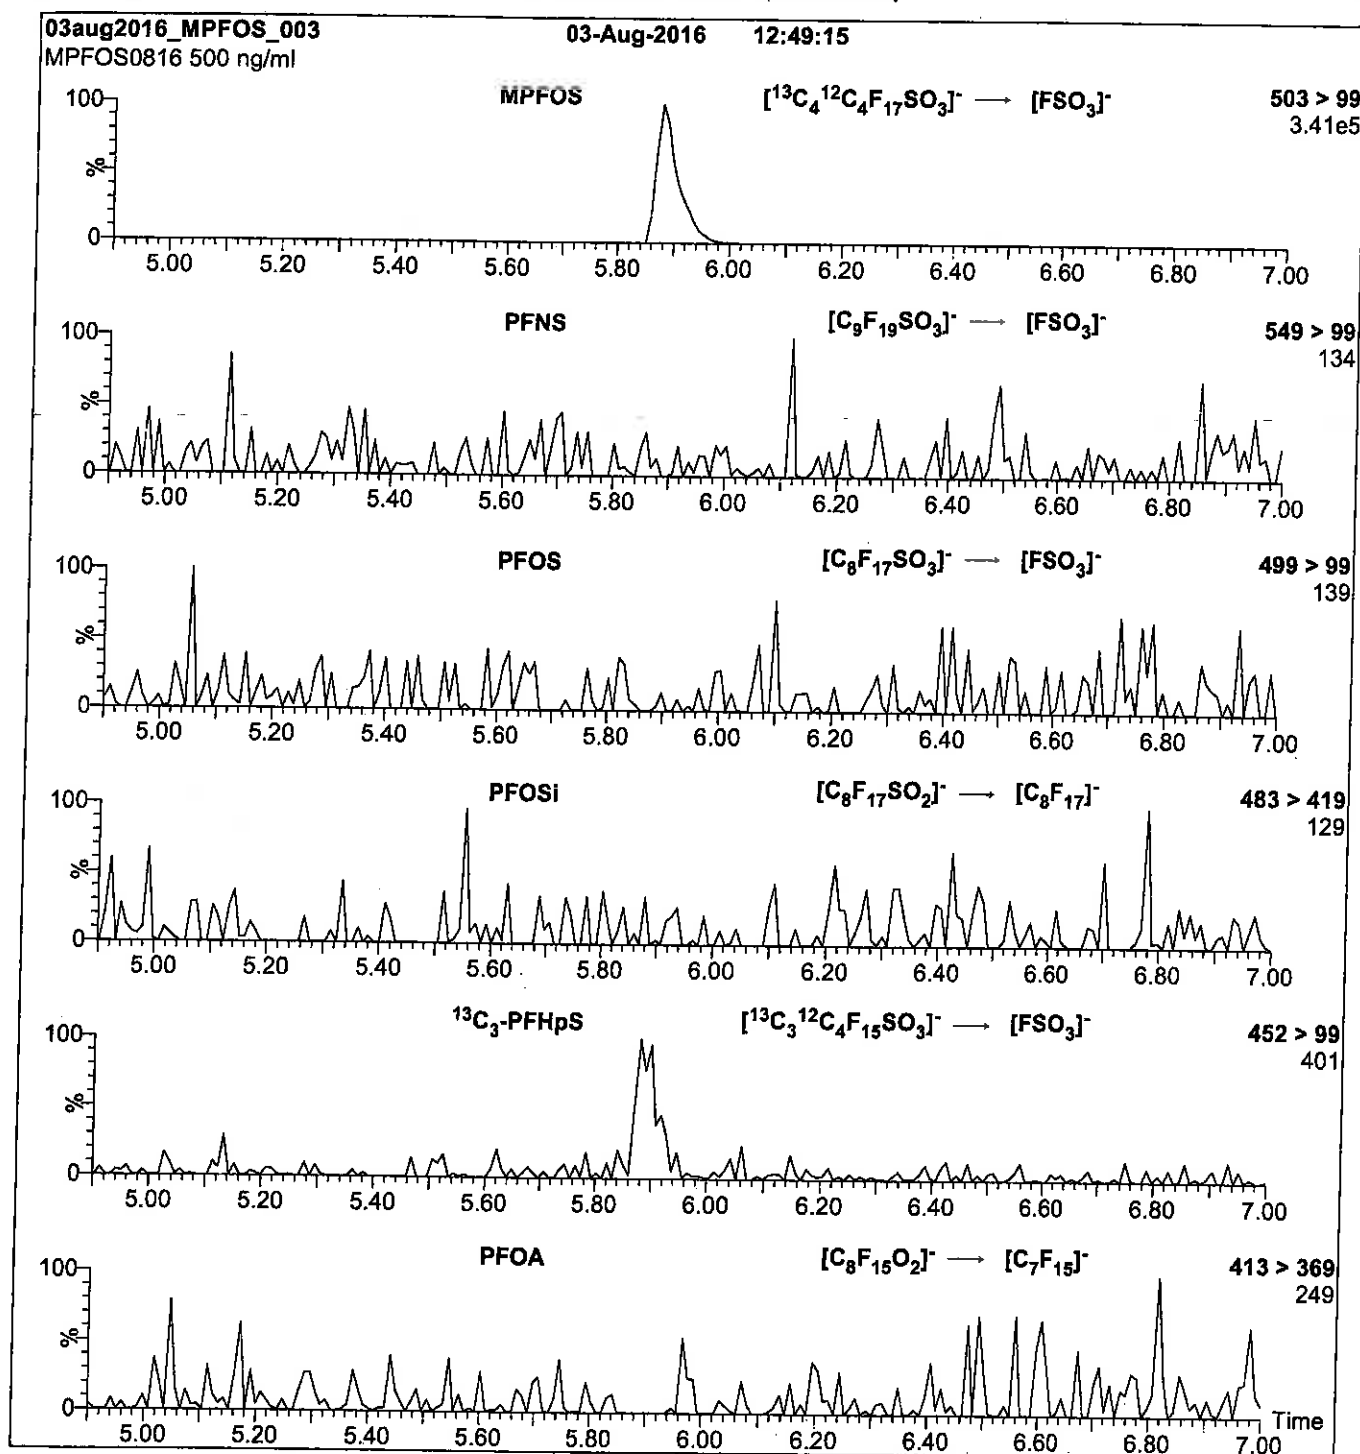 03aug2016_MPFOS_003 03-Aug-2016 12:49:15
MPFOS0816 500 ng/ml
MPFOS [¹³C₄¹²C₄F₁₇SO₃]⁻ → [FSO₃]⁻ 503 > 99
3.41e5
100
%
0
5.00 5.20 5.40 5.60 5.80 6.00 6.20 6.40 6.60 6.80 7.00
PFNS [C₉F₁₉SO₃]⁻ → [FSO₃]⁻ 549 > 99
134
100
%
0
5.00 5.20 5.40 5.60 5.80 6.00 6.20 6.40 6.60 6.80 7.00
PFOS [C₈F₁₇SO₃]⁻ → [FSO₃]⁻ 499 > 99
139
100
%
0
5.00 5.20 5.40 5.60 5.80 6.00 6.20 6.40 6.60 6.80 7.00
PFOSi [C₈F₁₇SO₂]⁻ → [C₈F₁₇]⁻ 483 > 419
129
100
%
0
5.00 5.20 5.40 5.60 5.80 6.00 6.20 6.40 6.60 6.80 7.00
¹³C₃-PFHpS [¹³C₃¹²C₄F₁₅SO₃]⁻ → [FSO₃]⁻ 452 > 99
401
100
%
0
5.00 5.20 5.40 5.60 5.80 6.00 6.20 6.40 6.60 6.80 7.00
PFOA [C₈F₁₅O₂]⁻ → [C₇F₁₅]⁻ 413 > 369
249
100
%
0
Time
5.00 5.20 5.40 5.60 5.80 6.00 6.20 6.40 6.60 6.80 7.00